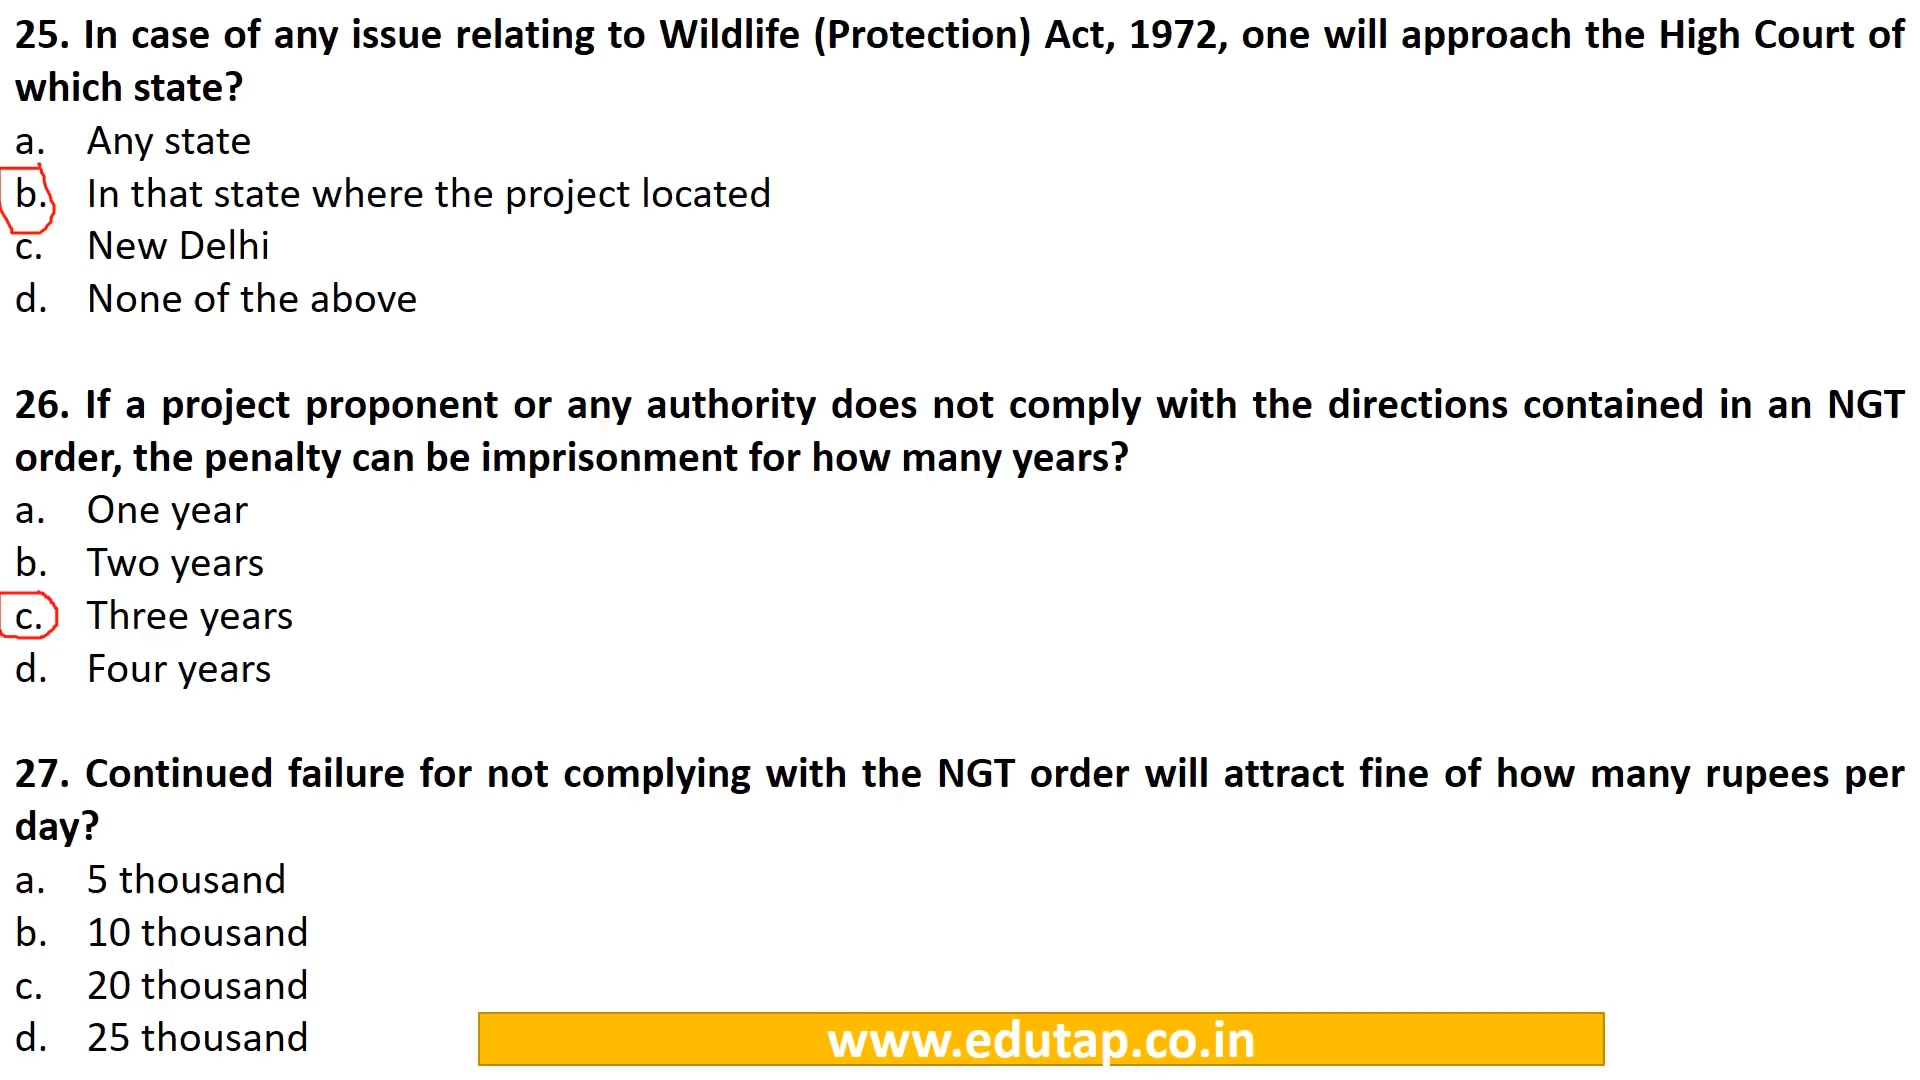 25. In case of any issue relating to Wildlife (Protection) Act, 1972, one will approach the High Court of
which state?
a. Any state
b. In that state where the project located
c. New Delhi
d. None of the above
26. If a project proponent or any authority does not comply with the directions contained in an NGT
order, the penalty can be imprisonment for how many years?
a. One year
b. Two years
c. Three years
d. Four years
27. Continued failure for not complying with the NGT order will attract fine of how many rupees per
day?
a. 5 thousand
b. 10 thousand
c. 20 thousand
d. 25 thousand
www.edutap.co.in